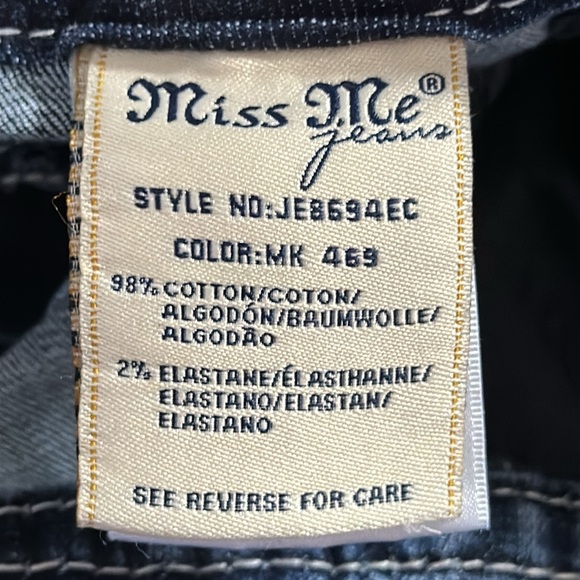 Miss Me®
jeans
STYLE NO:JE8694EC
COLOR:MK 469
98% COTTON/COTON/
ALGODÓN/BAUMWOLLE/
ALGODÃO
2% ELASTANE/ÉLASTHANNE/
ELASTANO/ELASTAN/
ELASTANO
SEE REVERSE FOR CARE